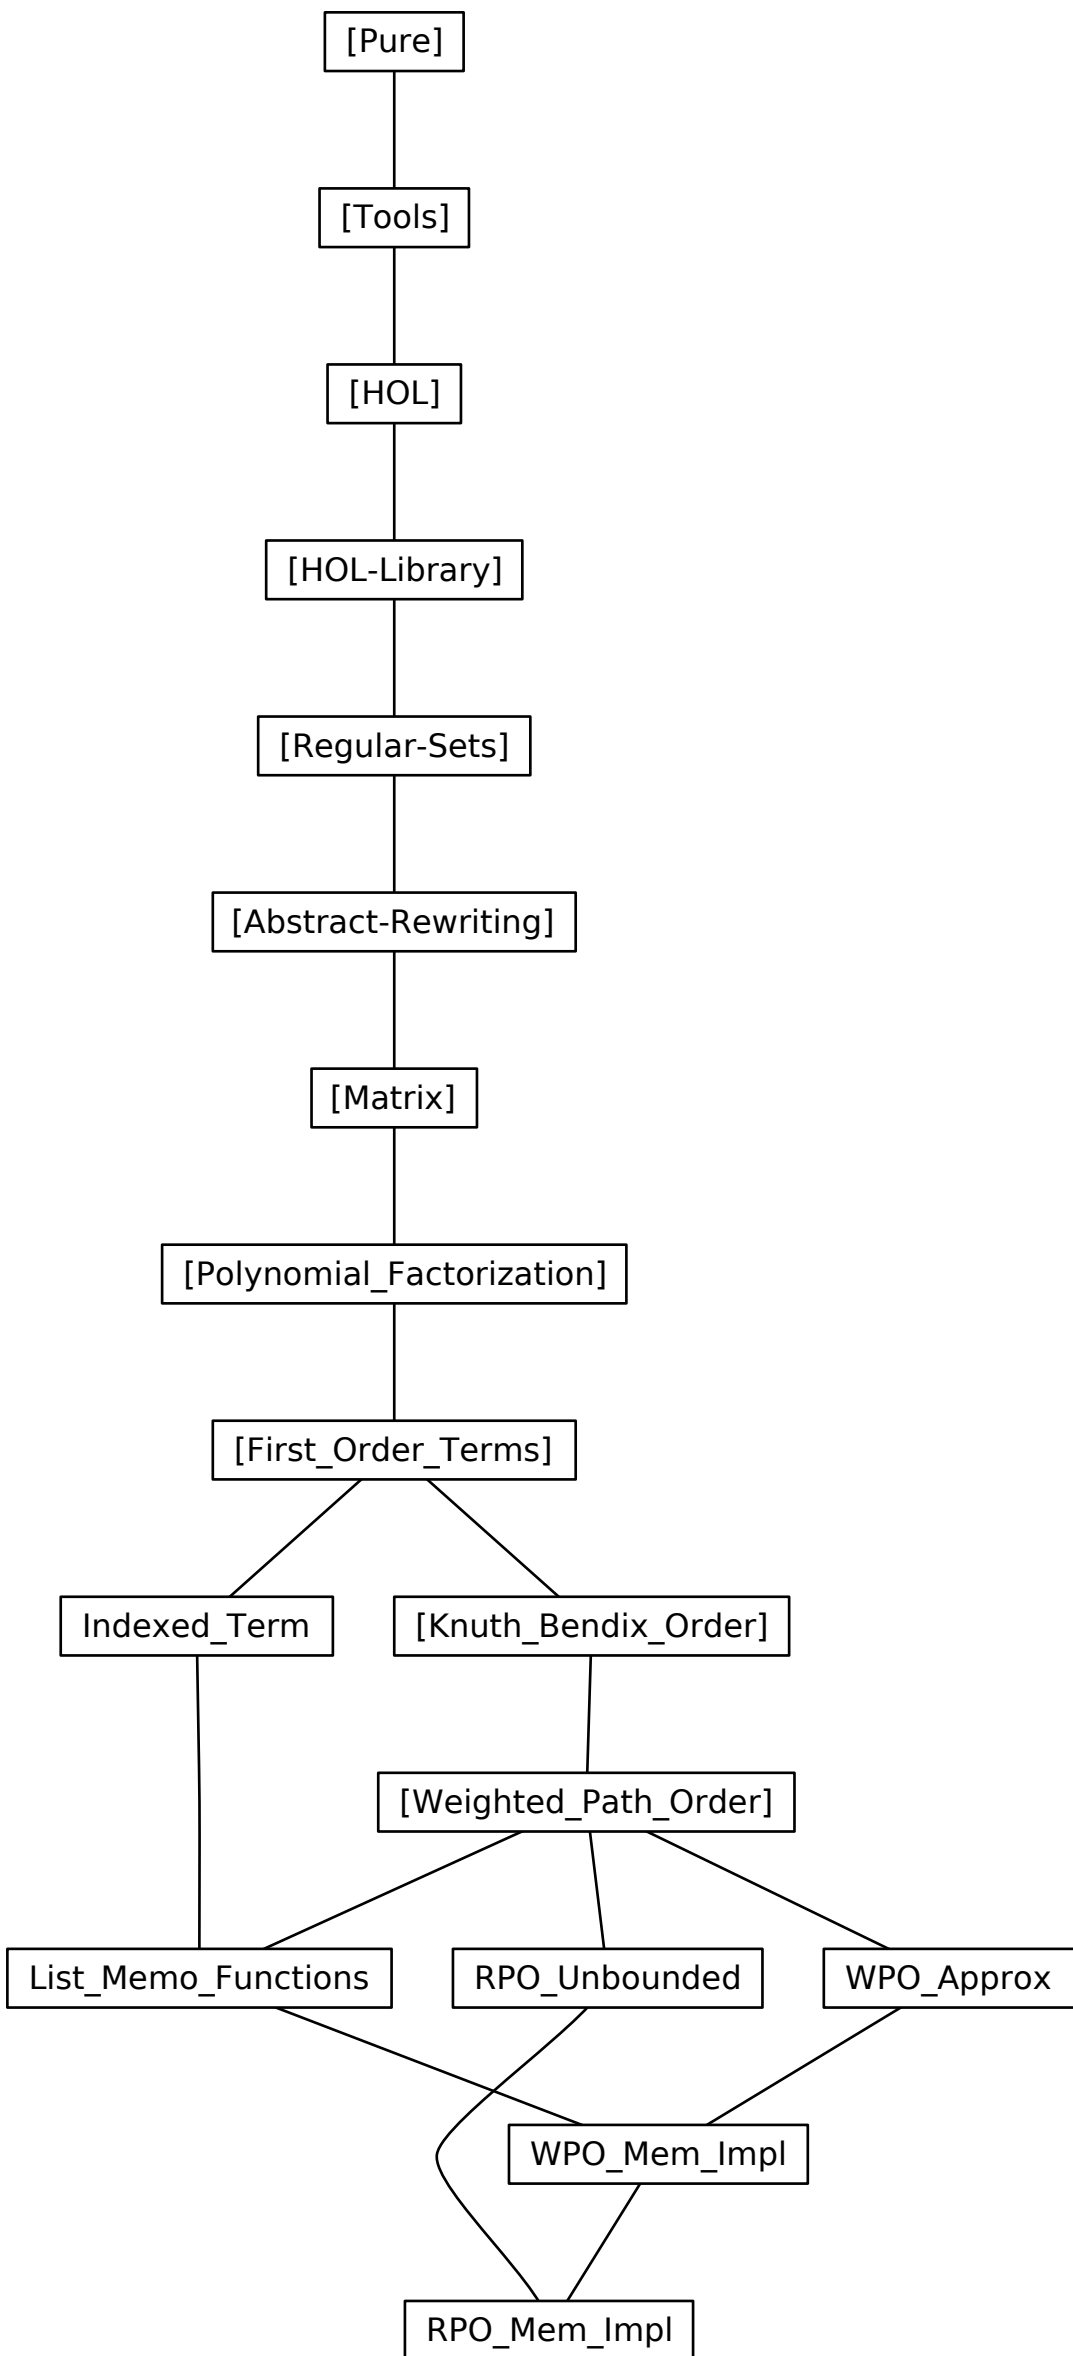 [Pure]
[Tools]
[HOL]
[HOL-Library]
[Regular-Sets]
[Abstract-Rewriting]
[Matrix]
[Polynomial_Factorization]
[First_Order_Terms]
Indexed_Term
[Knuth_Bendix_Order]
[Weighted_Path_Order]
List_Memo_Functions
RPO_Unbounded
WPO_Approx
WPO_Mem_Impl
RPO_Mem_Impl